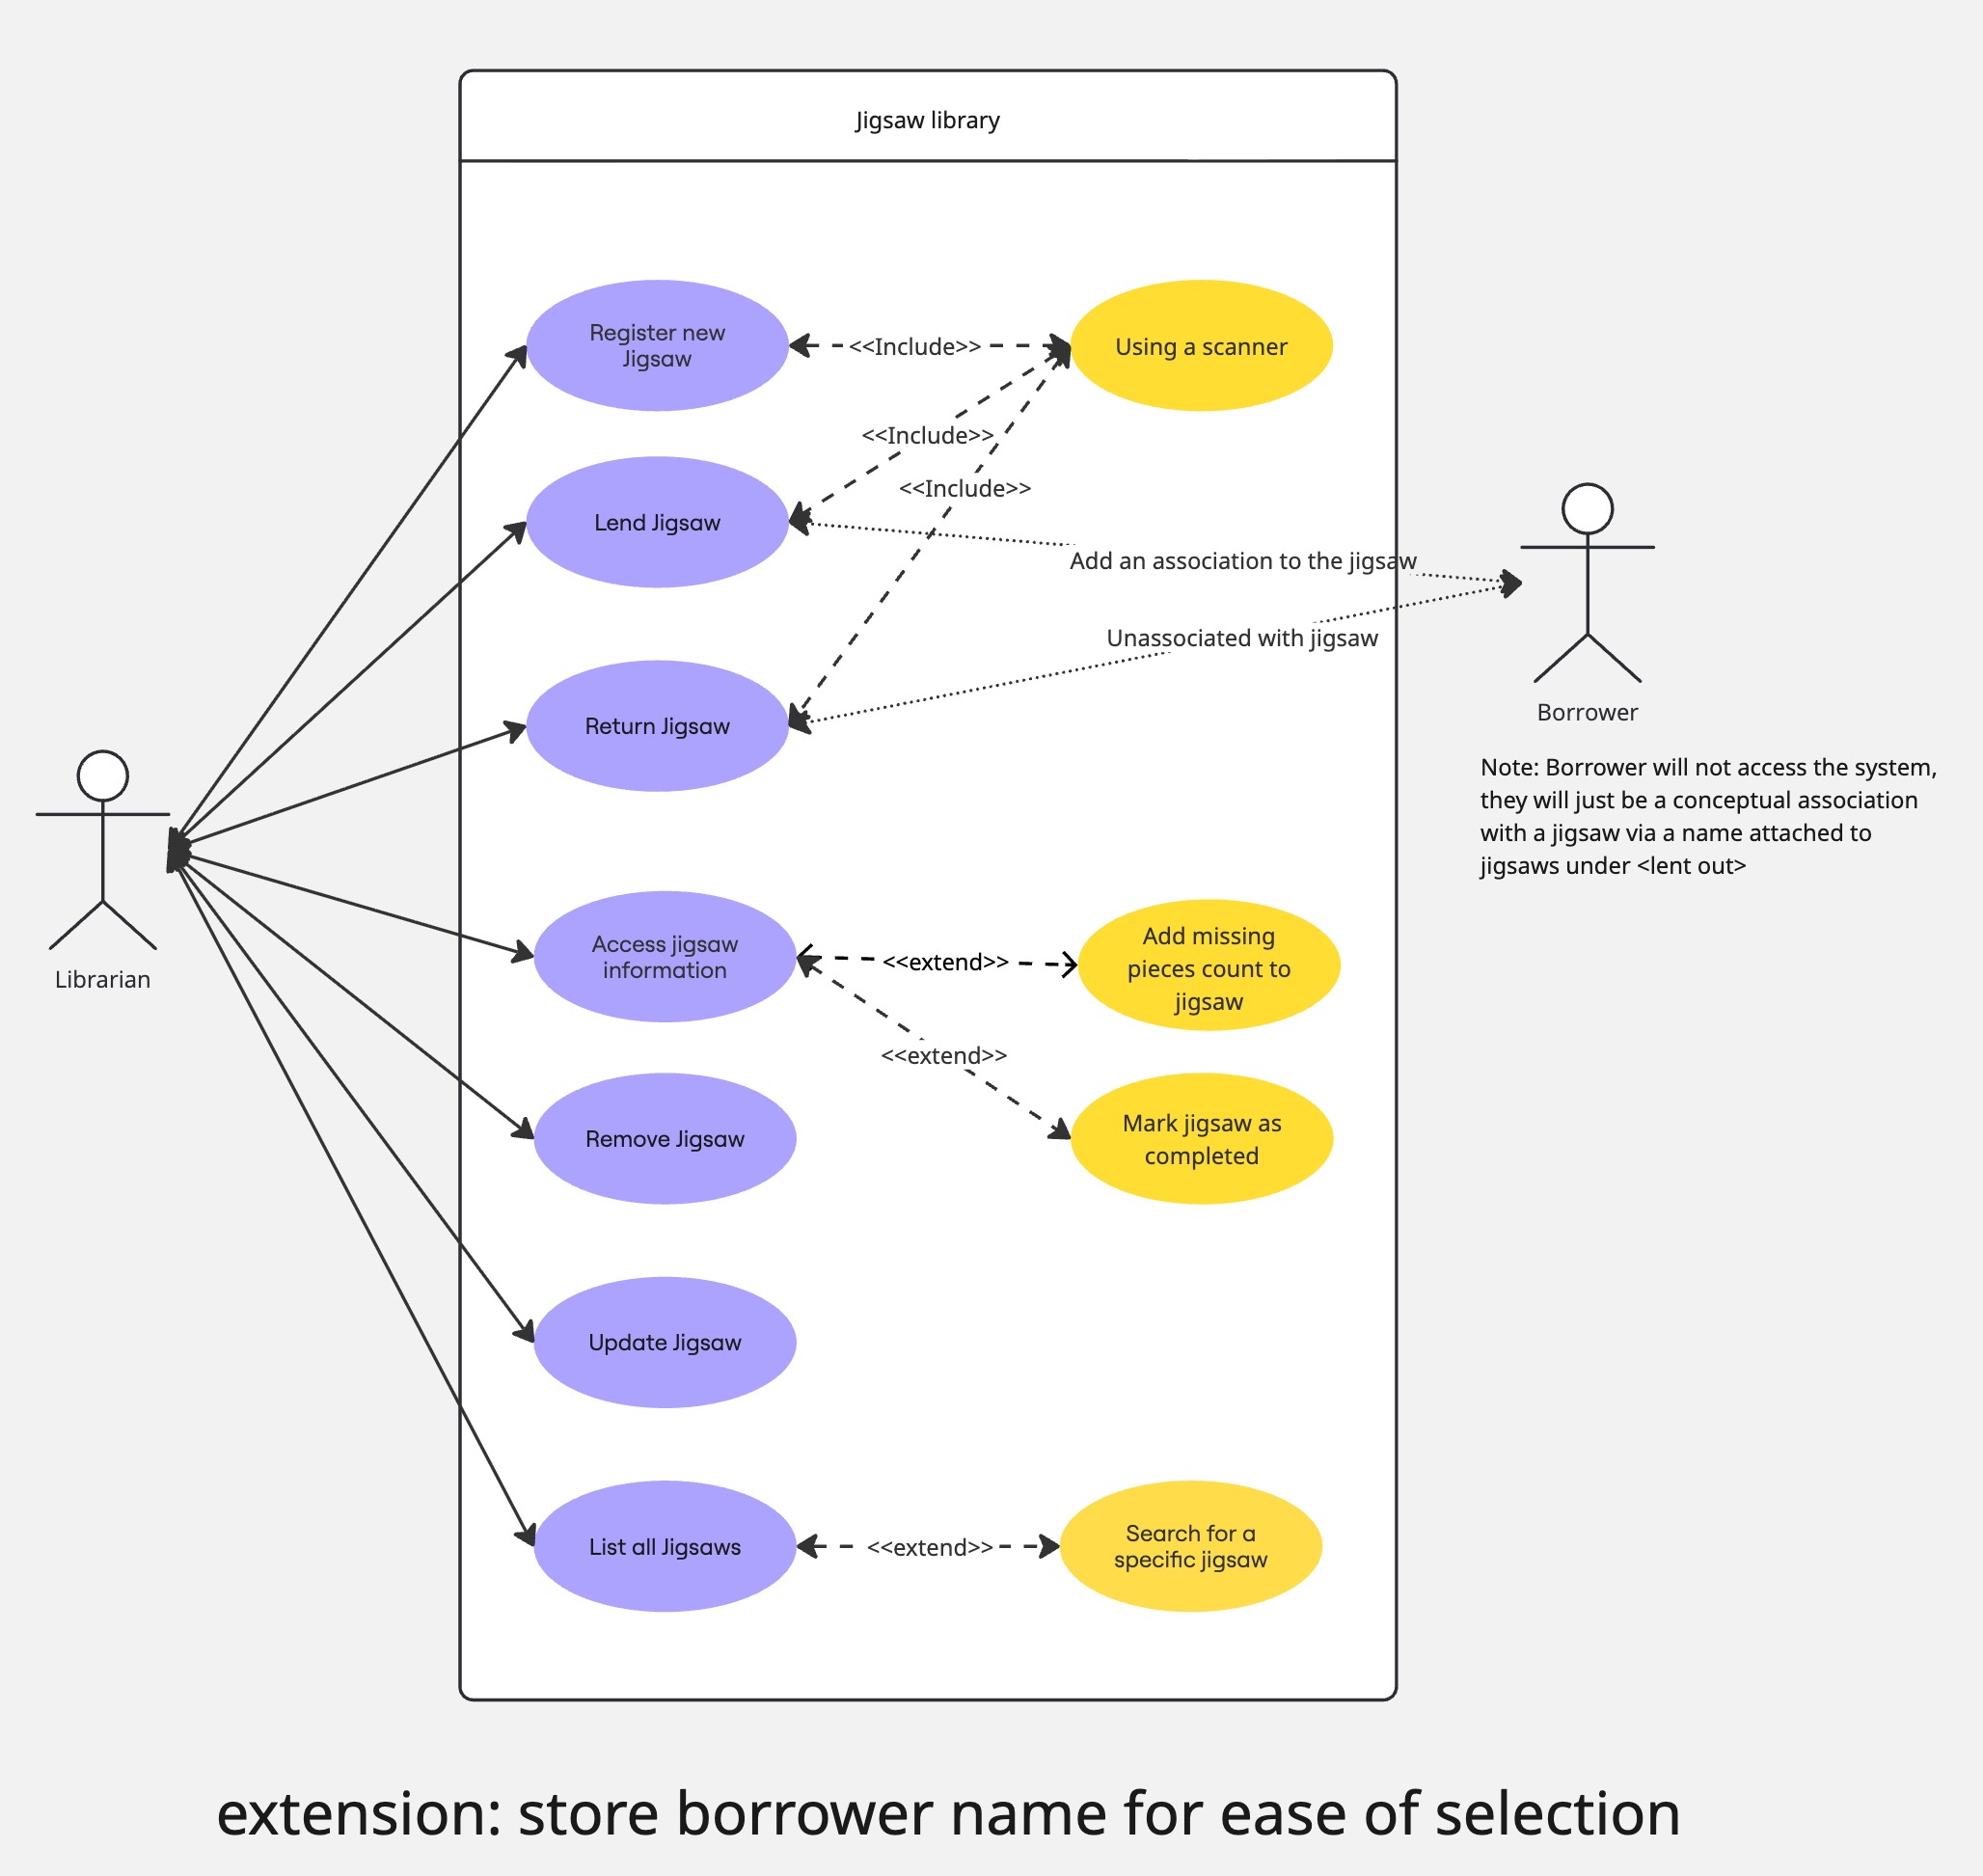 Jigsaw library
Register new
Jigsaw
<<Include>>
Using a scanner
<<Include>>
<<Include>>
Lend Jigsaw
Add an association to the jigsaw
Unassociated with jigsaw
Return Jigsaw
Borrower
Note: Borrower will not access the system,
they will just be a conceptual association
with a jigsaw via a name attached to
jigsaws under <lent out>
Librarian
Access jigsaw
information
<<extend>>
Add missing
pieces count to
jigsaw
<<extend>>
Remove Jigsaw
Mark jigsaw as
completed
Update Jigsaw
List all Jigsaws
<<extend>>
Search for a
specific jigsaw
extension: store borrower name for ease of selection